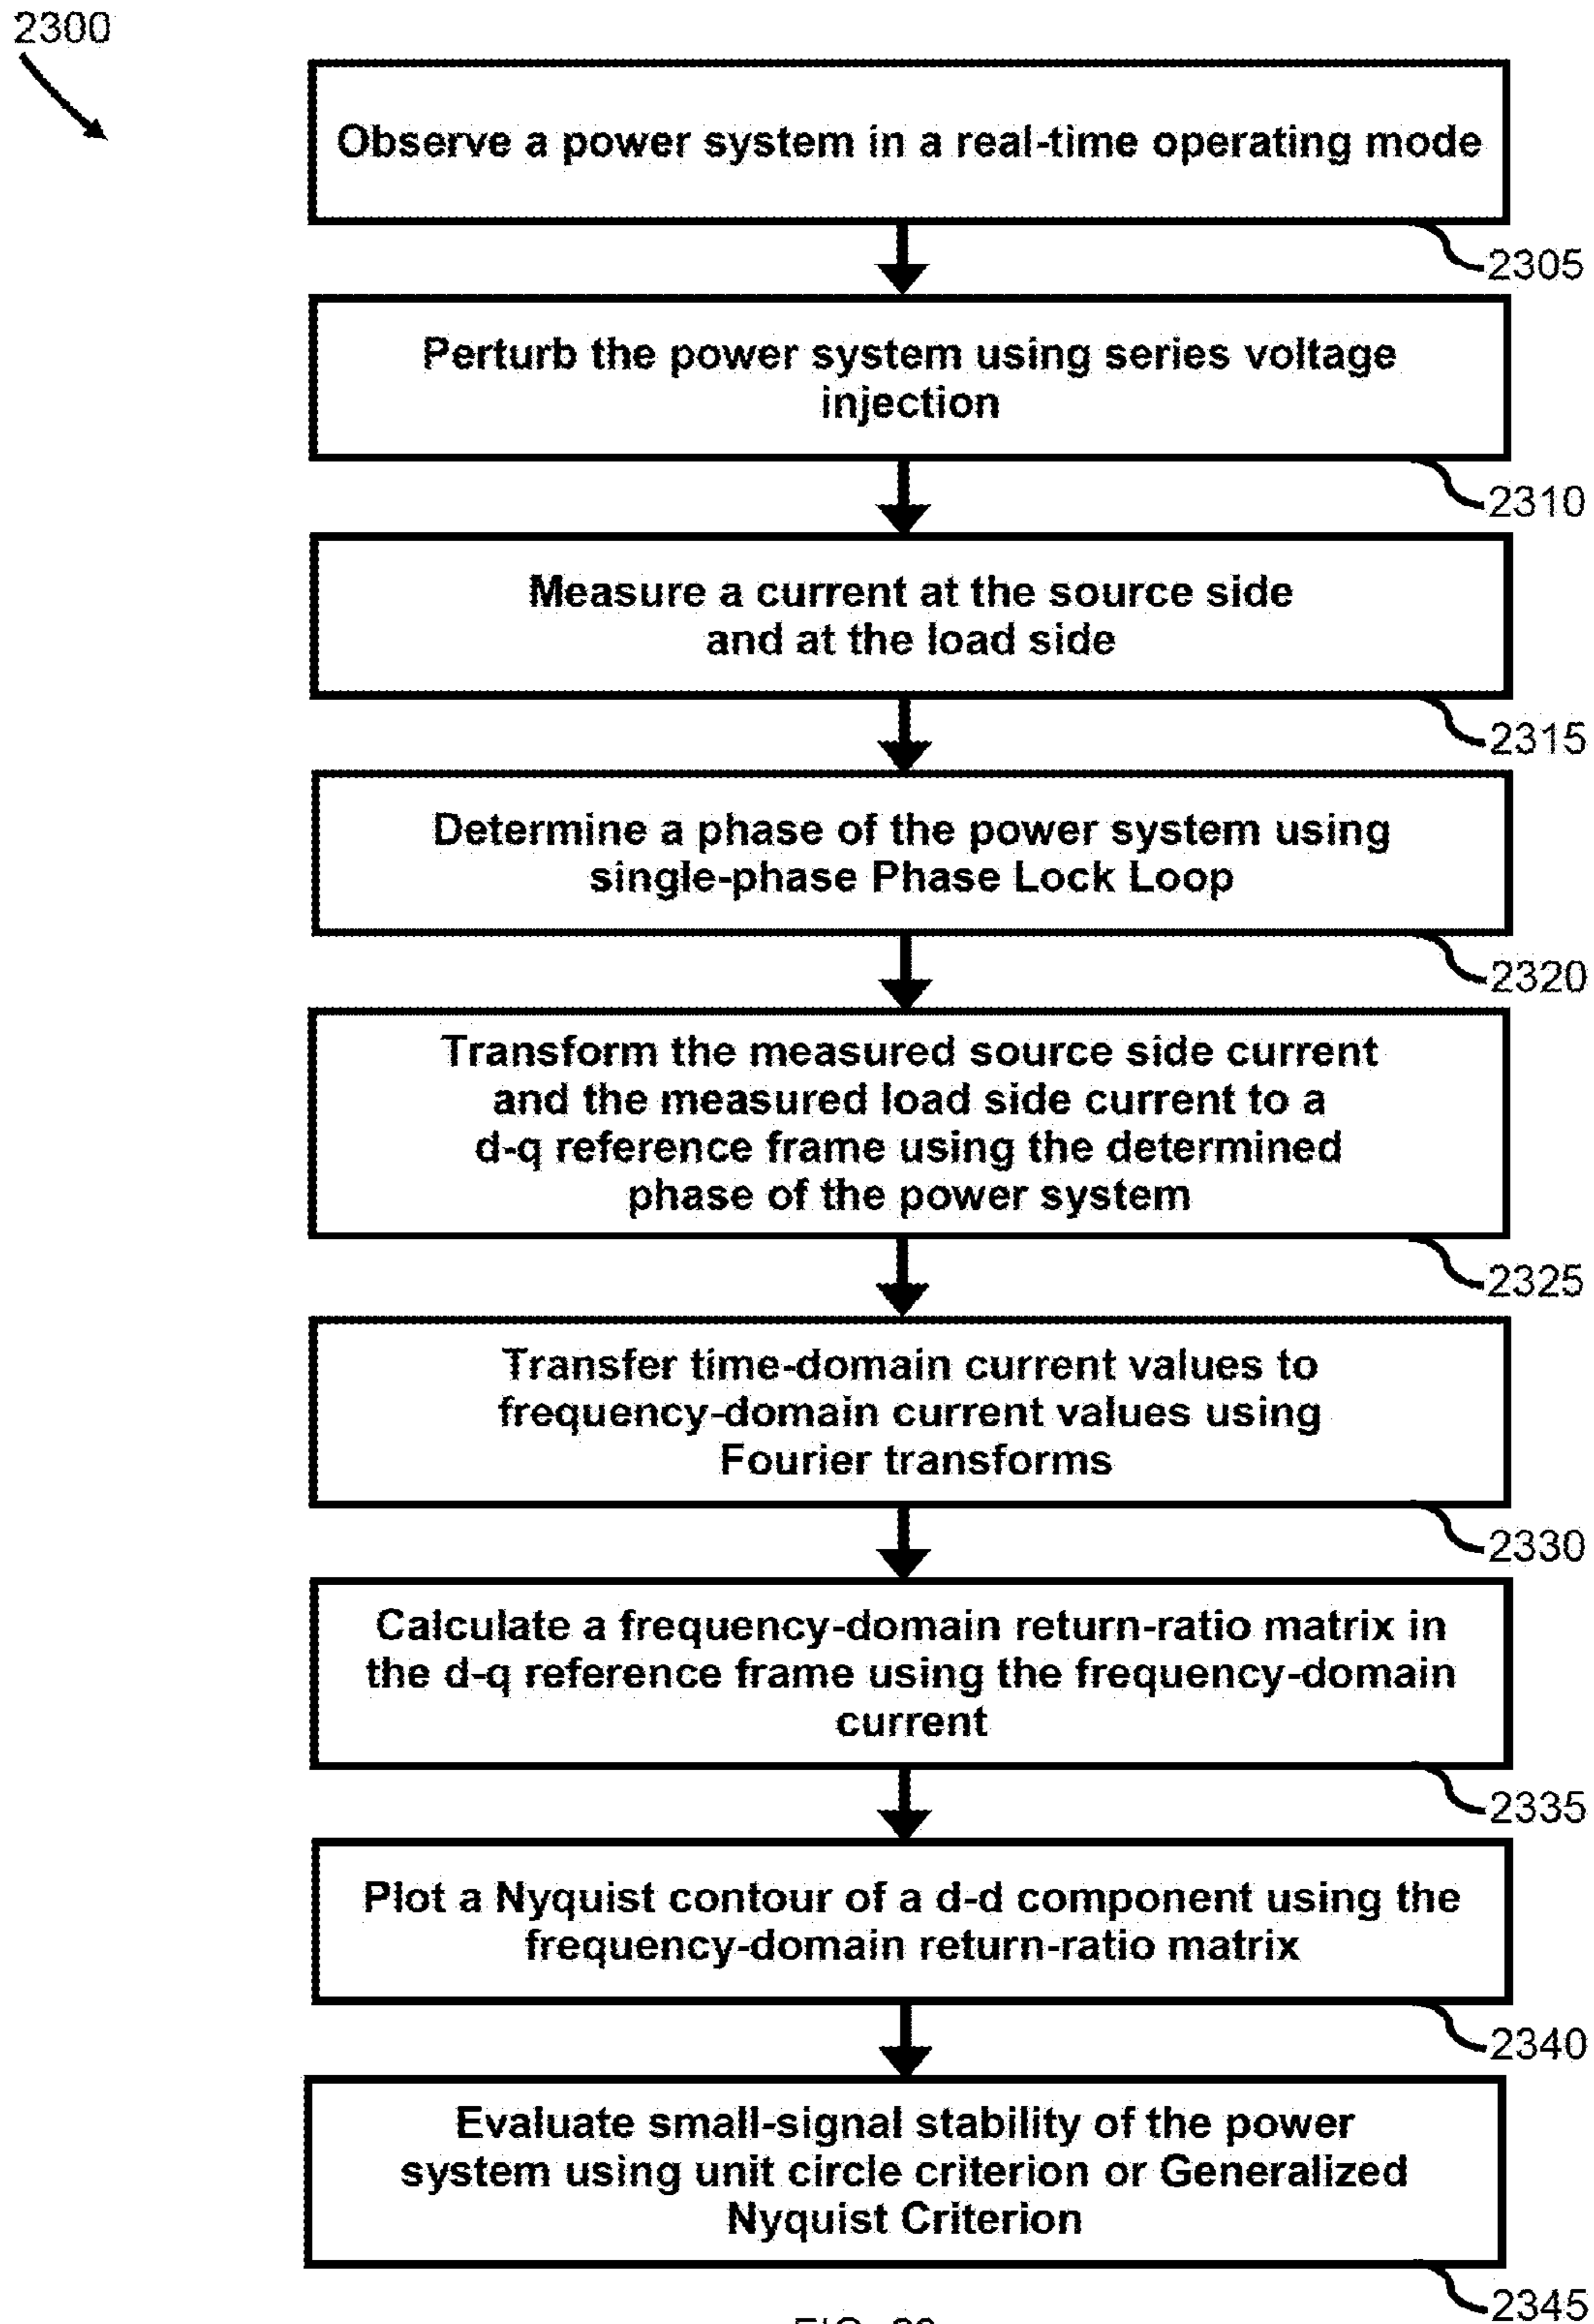 2300
Observe a power system in a real-time operating mode
2305
Perturb the power system using series voltage
injection
2310
Measure a current at the source side
and at the load side
2315
Determine a phase of the power system using
single-phase Phase Lock Loop
2320
Transform the measured source side current
and the measured load side current to a
d-q reference frame using the determined
phase of the power system
2325
Transfer time-domain current values to
frequency-domain current values using
Fourier transforms
2330
Calculate a frequency-domain return-ratio matrix in
the d-q reference frame using the frequency-domain
current
2335
Plot a Nyquist contour of a d-d component using the
frequency-domain return-ratio matrix
2340
Evaluate small-signal stability of the power
system using unit circle criterion or Generalized
Nyquist Criterion
2345